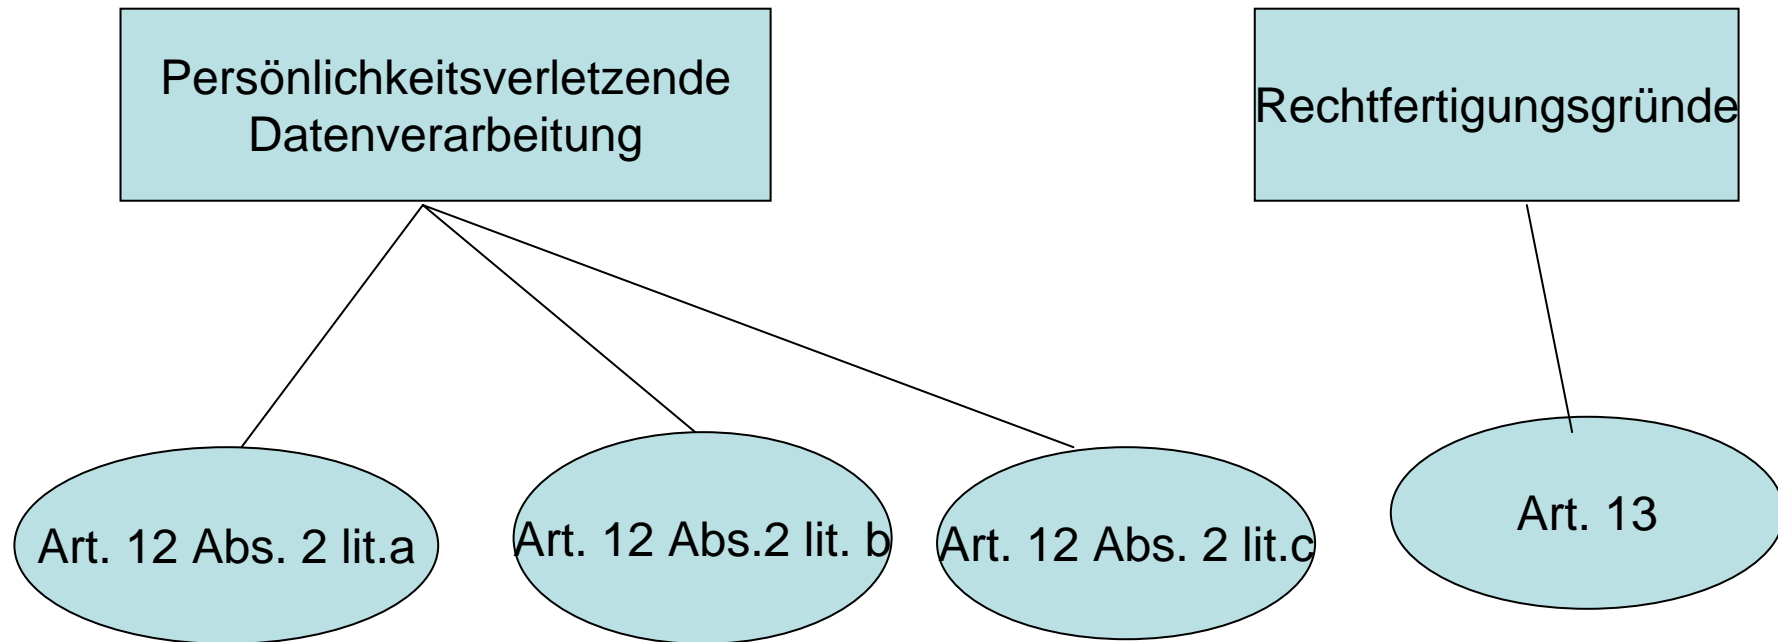 Persönlichkeitsverletzende
Datenverarbeitung
Rechtfertigungsgründe
Art. 12 Abs. 2 lit.a
Art. 12 Abs.2 lit. b
Art. 12 Abs. 2 lit.c
Art. 13